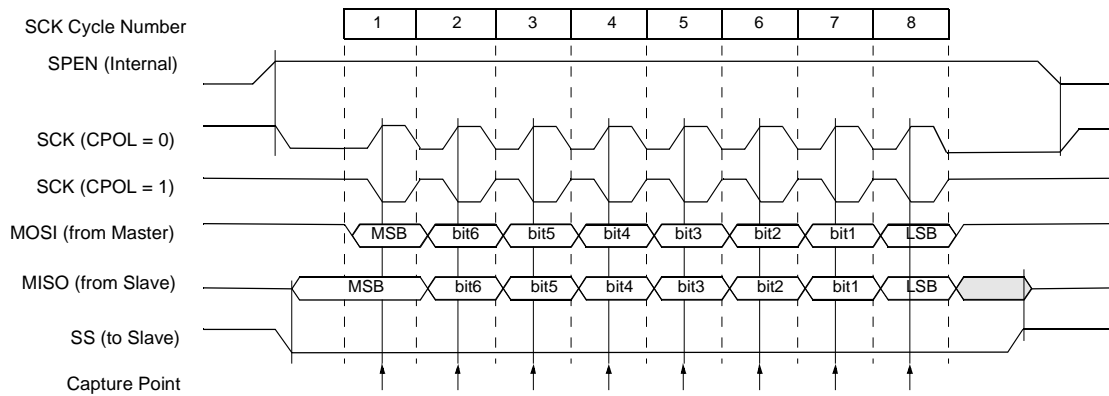 SCK Cycle Number 1 2 3 4 5 6 7 8
SPEN (Internal)
SCK (CPOL = 0)
SCK (CPOL = 1)
MOSI (from Master) MSB bit6 bit5 bit4 bit3 bit2 bit1 LSB
MISO (from Slave) MSB bit6 bit5 bit4 bit3 bit2 bit1 LSB
SS (to Slave)
Capture Point